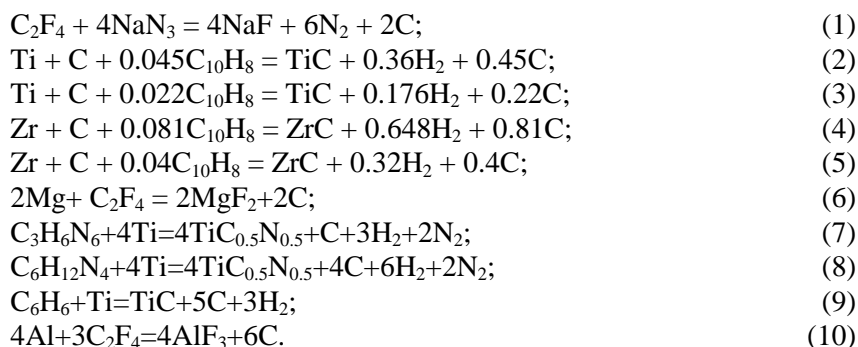 C₂F₄ + 4NaN₃ = 4NaF + 6N₂ + 2C; (1)
Ti + C + 0.045C₁₀H₈ = TiC + 0.36H₂ + 0.45C; (2)
Ti + C + 0.022C₁₀H₈ = TiC + 0.176H₂ + 0.22C; (3)
Zr + C + 0.081C₁₀H₈ = ZrC + 0.648H₂ + 0.81C; (4)
Zr + C + 0.04C₁₀H₈ = ZrC + 0.32H₂ + 0.4C; (5)
2Mg+ C₂F₄ = 2MgF₂+2C; (6)
C₃H₆N₆+4Ti=4TiC₀.₅N₀.₅+C+3H₂+2N₂; (7)
C₆H₁₂N₄+4Ti=4TiC₀.₅N₀.₅+4C+6H₂+2N₂; (8)
C₆H₆+Ti=TiC+5C+3H₂; (9)
4Al+3C₂F₄=4AlF₃+6C. (10)